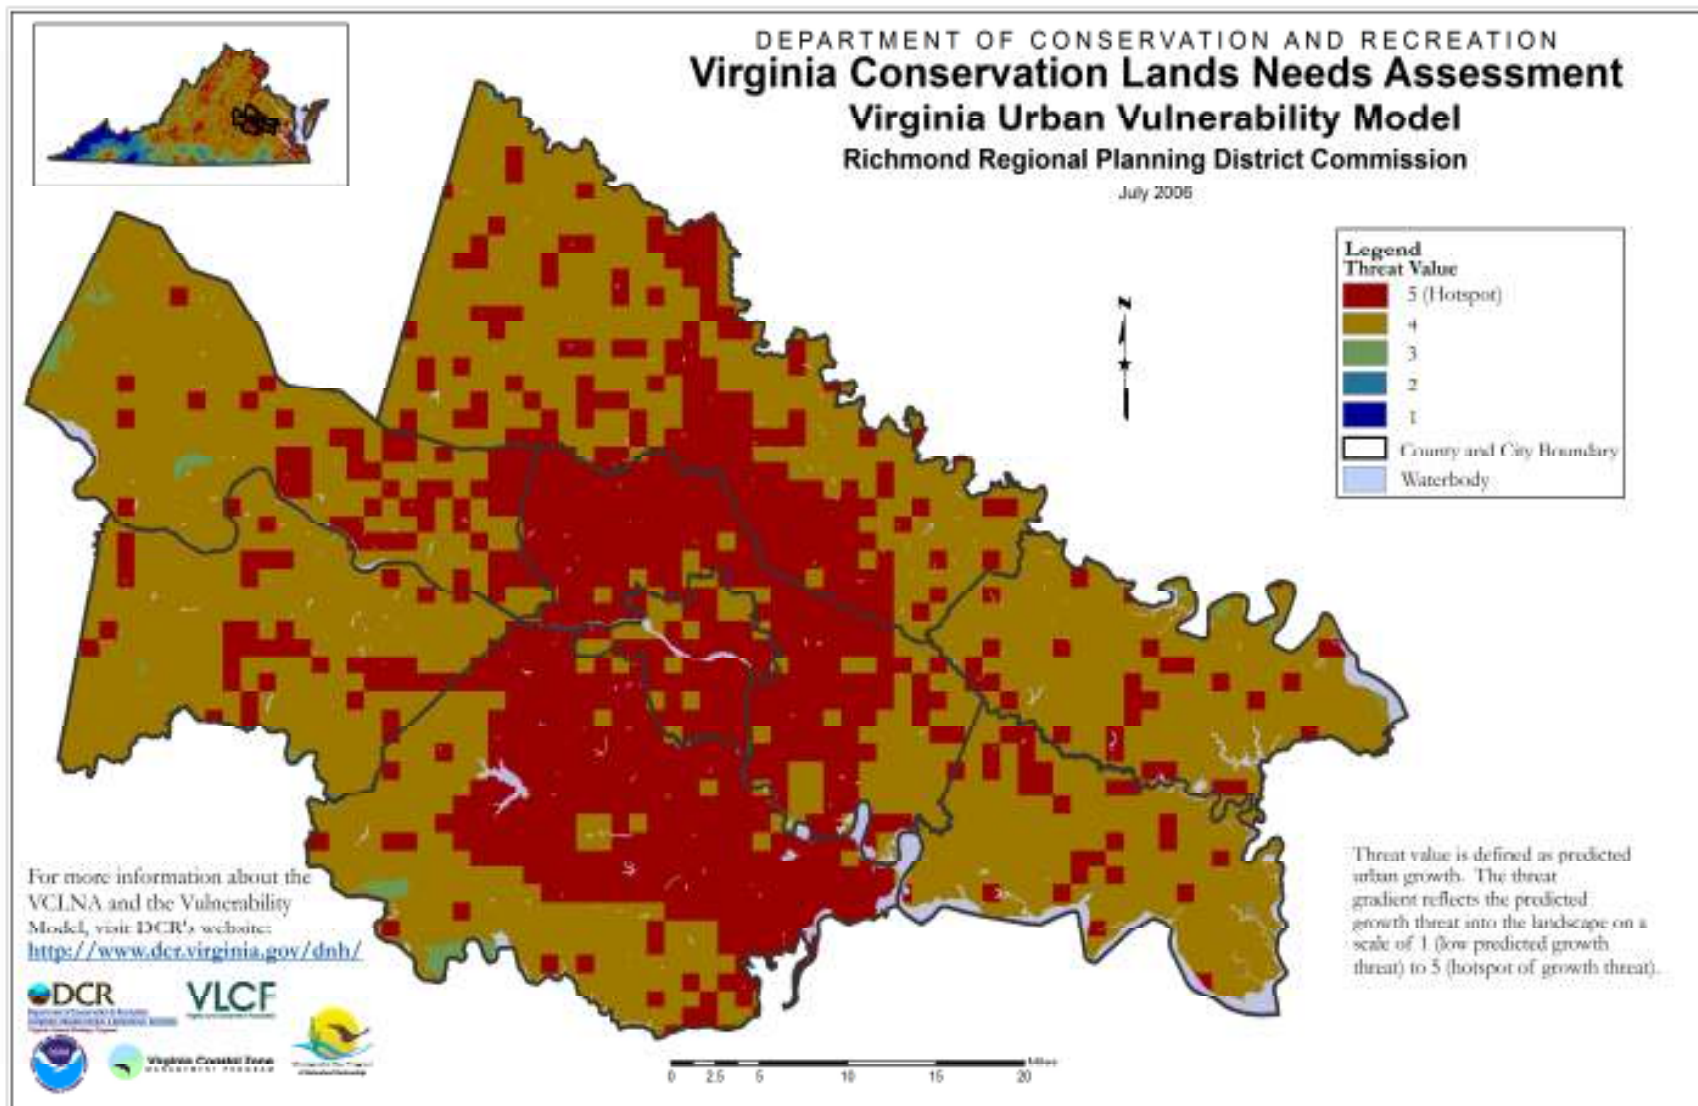 DEPARTMENT OF CONSERVATION AND RECREATION
Virginia Conservation Lands Needs Assessment
Virginia Urban Vulnerability Model
Richmond Regional Planning District Commission
July 2006
Legend
Threat Value
5 (Hotspot)
4
3
2
1
County and City Boundary
Waterbody
N
Threat value is defined as predicted
urban growth. The threat
gradient reflects the predicted
growth threat into the landscape on a
scale of 1 (low predicted growth
threat) to 5 (hotspot of growth threat).
For more information about the
VCLNA and the Vulnerability
Model, visit DCR's website:
http://www.dcr.virginia.gov/dnh/
DCR
VLCF
Virginia Coastal Zone
MANAGEMENT PROGRAM
Miles
0 2.5 5 10 15 20